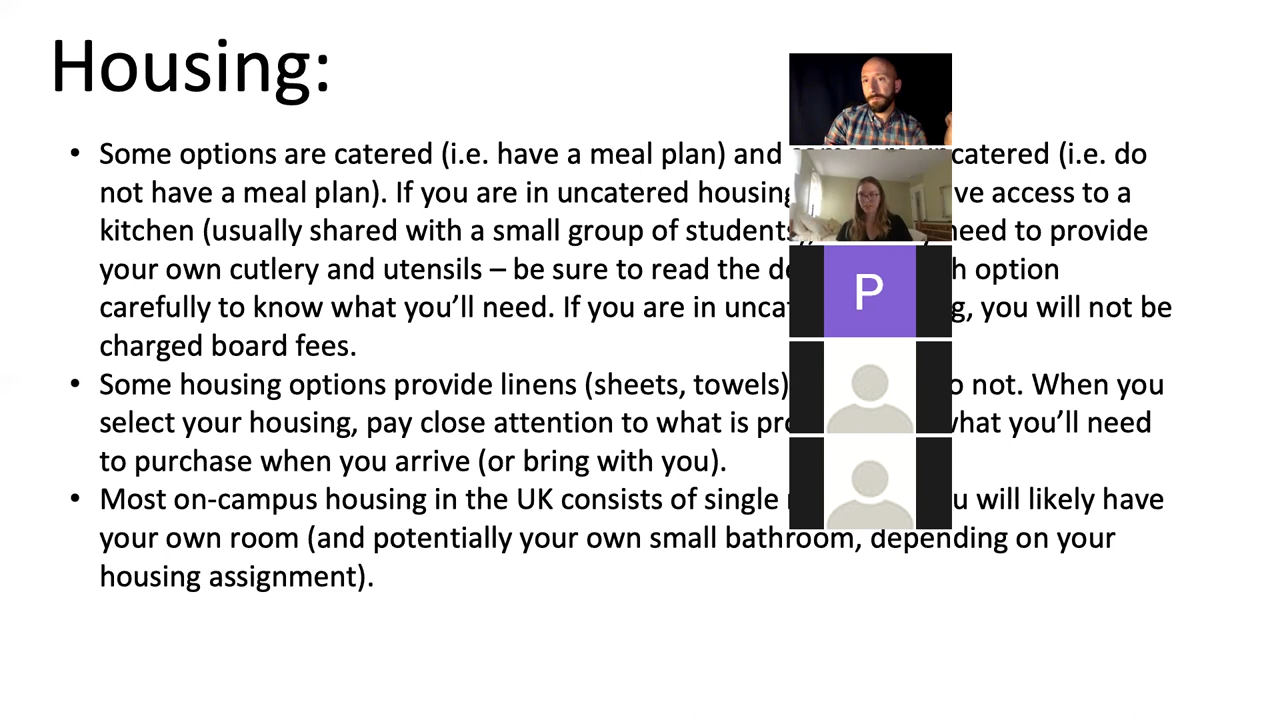 Housing:
• Some options are catered (i.e. have a meal plan) and some are uncatered (i.e. do
not have a meal plan). If you are in uncatered housing ve access to a
kitchen (usually shared with a small group of students), need to provide
your own cutlery and utensils – be sure to read the de h option
carefully to know what you'll need. If you are in unca g, you will not be
charged board fees.
• Some housing options provide linens (sheets, towels) o not. When you
select your housing, pay close attention to what is pro what you'll need
to purchase when you arrive (or bring with you).
• Most on-campus housing in the UK consists of single u will likely have
your own room (and potentially your own small bathroom, depending on your
housing assignment).
P